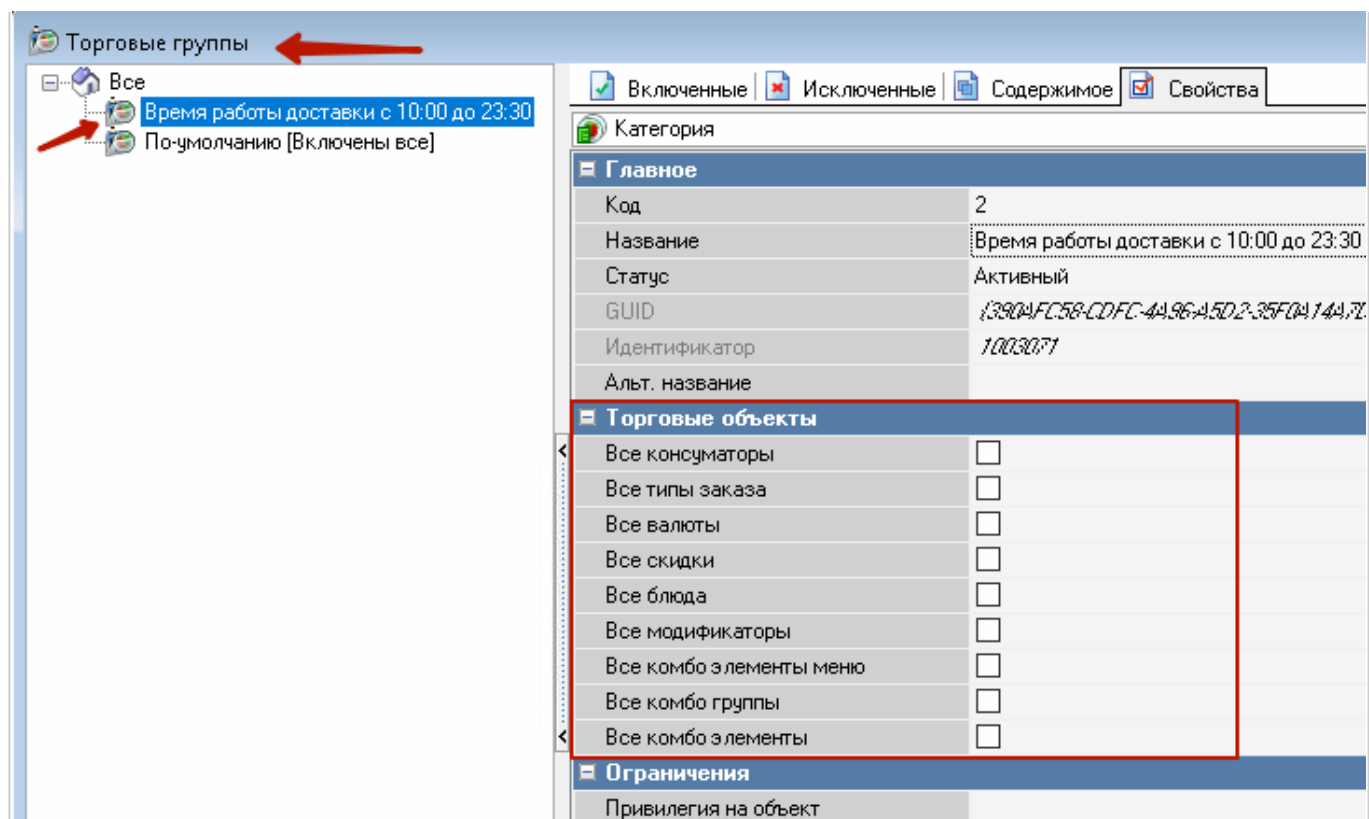 Торговые группы
Все
Время работы доставки с 10:00 до 23:30
По-умолчанию [Включены все]
Включенные Исключенные Содержимое Свойства
Категория
Главное
Код 2
Название Время работы доставки с 10:00 до 23:30
Статус Активный
GUID
Идентификатор 1003071
Альт. название
Торговые объекты
Все консуматоры
Все типы заказа
Все валюты
Все скидки
Все блюда
Все модификаторы
Все комбо элементы меню
Все комбо группы
Все комбо элементы
Ограничения
Привилегия на объект